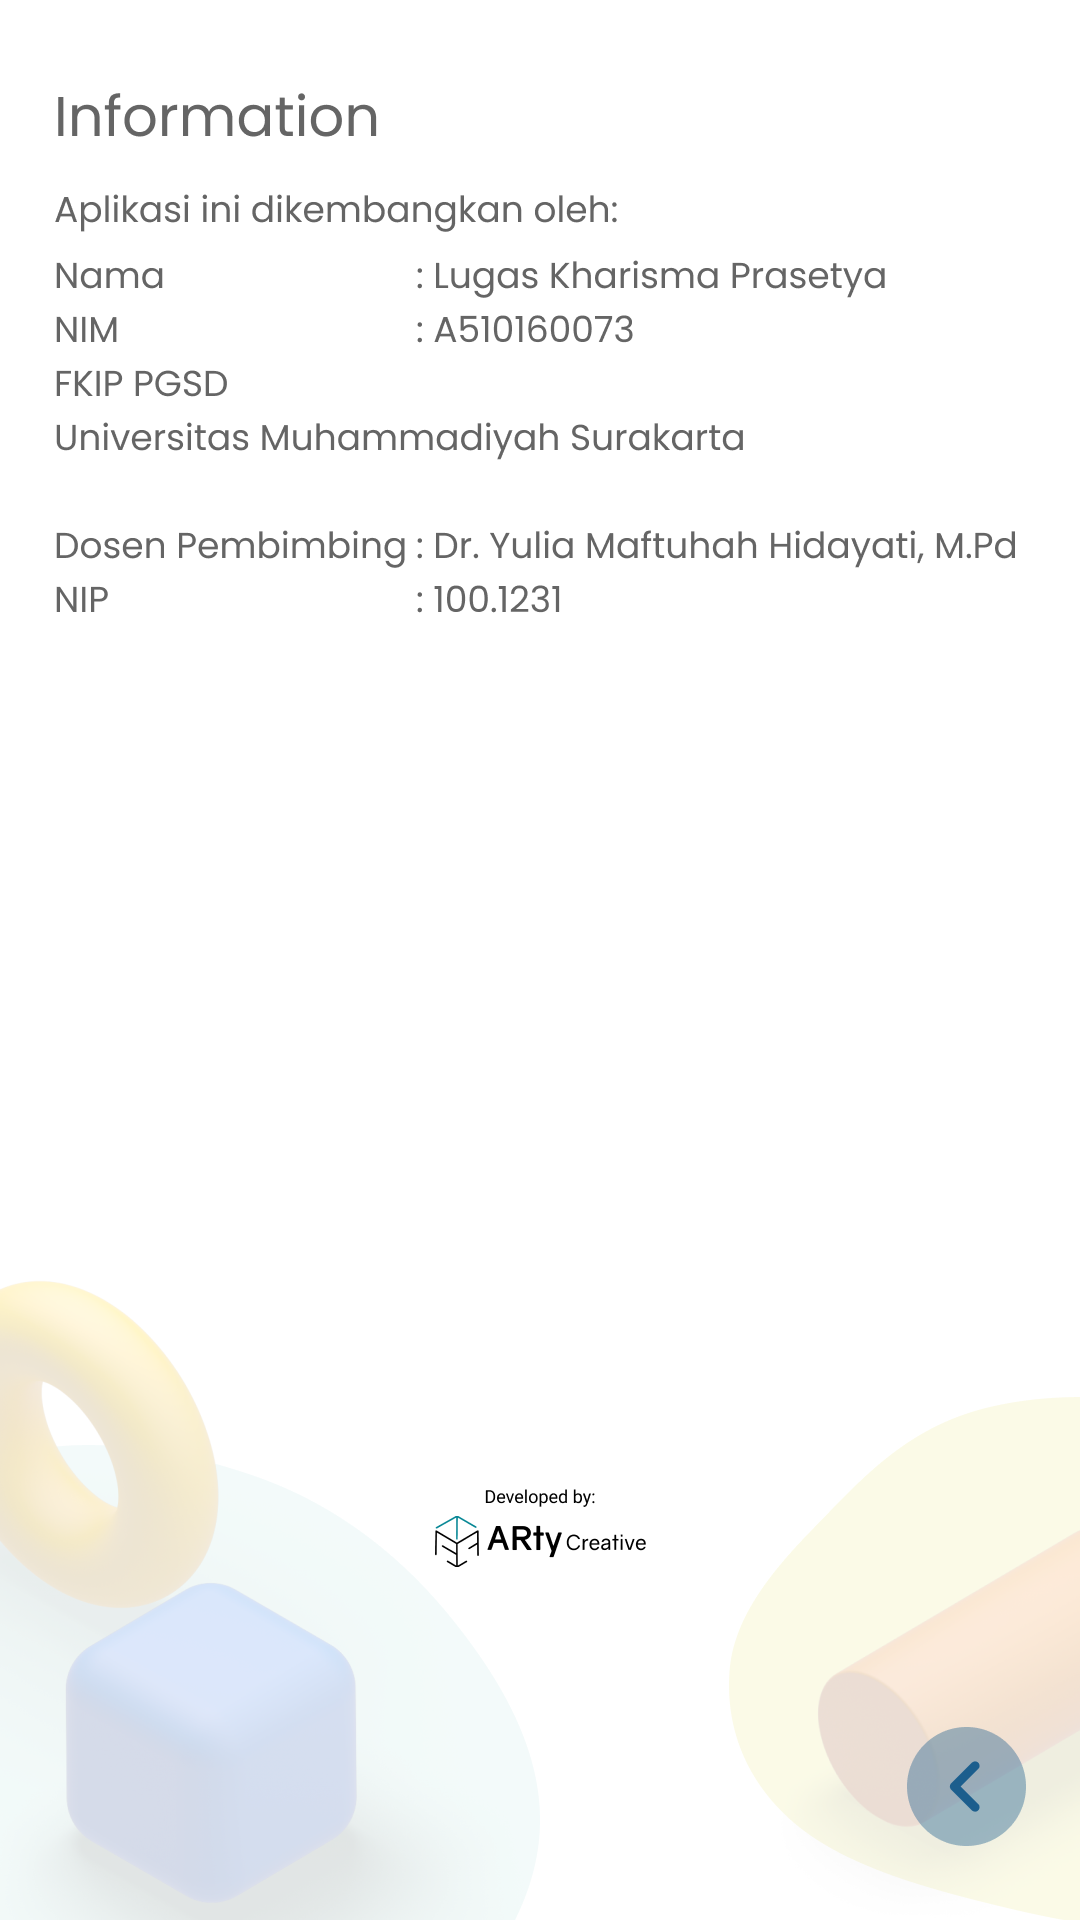 Information
Aplikasi ini dikembangkan oleh:
Nama : Lugas Kharisma Prasetya
NIM : A510160073
FKIP PGSD
Universitas Muhammadiyah Surakarta
Dosen Pembimbing : Dr. Yulia Maftuhah Hidayati, M.Pd
NIP : 100.1231
Developed by:
ARty Creative